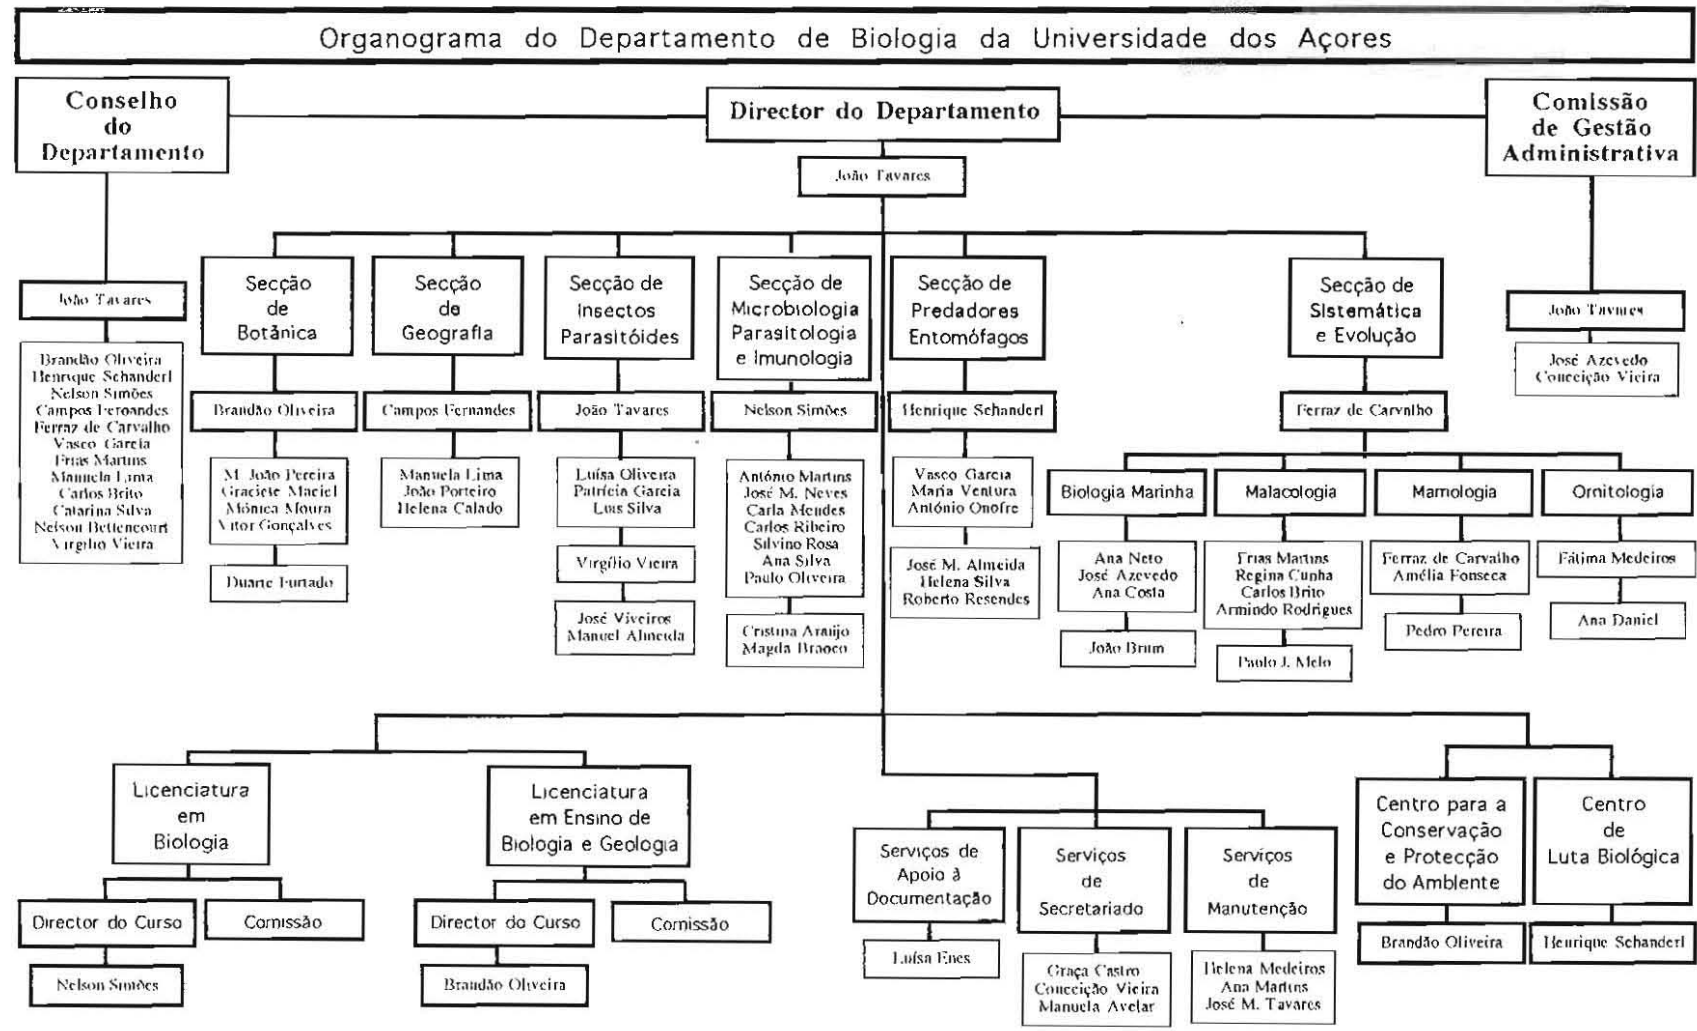 Organograma do Departamento de Biologia da Universidade dos Açores
Conselho
do
Departamento
Director do Departamento
João Tavares
Comissão
de Gestão
Administrativa
João Tavares
Brandão Oliveira
Henrique Schanderl
Nelson Simões
Campos Fernandes
Ferraz de Carvalho
Vasco Garcia
Frias Martins
Manuela Lima
Carlos Brito
Catarina Silva
Nelson Bettencourt
Virgílio Vieira
Secção
de
Botânica
Brandão Oliveira
M. João Pereira
Graciete Maciel
Mónica Moura
Vitor Gonçalves
Duarte Furtado
Secção
de
Geografia
Campos Fernandes
Manuela Lima
João Porteiro
Helena Calado
Secção de
Insectos
Parasitóides
João Tavares
Luísa Oliveira
Patrícia Garcia
Luis Silva
Virgílio Vieira
José Viveiros
Manuel Almeida
Secção de
Microbiologia
Parasitologia
e Imunologia
Nelson Simões
António Martins
José M. Neves
Carla Mendes
Carlos Ribeiro
Silvino Rosa
Ana Silva
Paulo Oliveira
Cristina Araújo
Magda
Secção de
Predadores
Entomófagos
Henrique Schanderl
Vasco Garcia
Maria Ventura
António Onofre
José M. Almeida
Helena Silva
Roberto Resendes
Secção de
Sistemática
e Evolução
Ferraz de Carvalho
Biologia Marinha
Ana Neto
José Azevedo
Ana Costa
João Brum
Malacologia
Frias Martins
Regina Cunha
Carlos Brito
Armindo Rodrigues
Paulo J. Melo
Mamologia
Ferraz de Carvalho
Amélia Fonseca
Pedro Pereira
Ornitologia
Fátima Medeiros
Ana Daniel
João Tavares
José Azevedo
Conceição Vieira
Licenciatura
em
Biologia
Director do Curso
Nelson Simões
Comissão
Licenciatura
em Ensino de
Biologia e Geologia
Director do Curso
Brandão Oliveira
Comissão
Serviços de
Apoio à
Documentação
Luísa Enes
Serviços
de
Secretariado
Graça Castro
Conceição Vieira
Manuela Avelar
Serviços
de
Manutenção
Helena Medeiros
Ana Martins
José M. Tavares
Centro para a
Conservação
e Protecção
do Ambiente
Brandão Oliveira
Centro
de
Luta Biológica
Henrique Schanderl